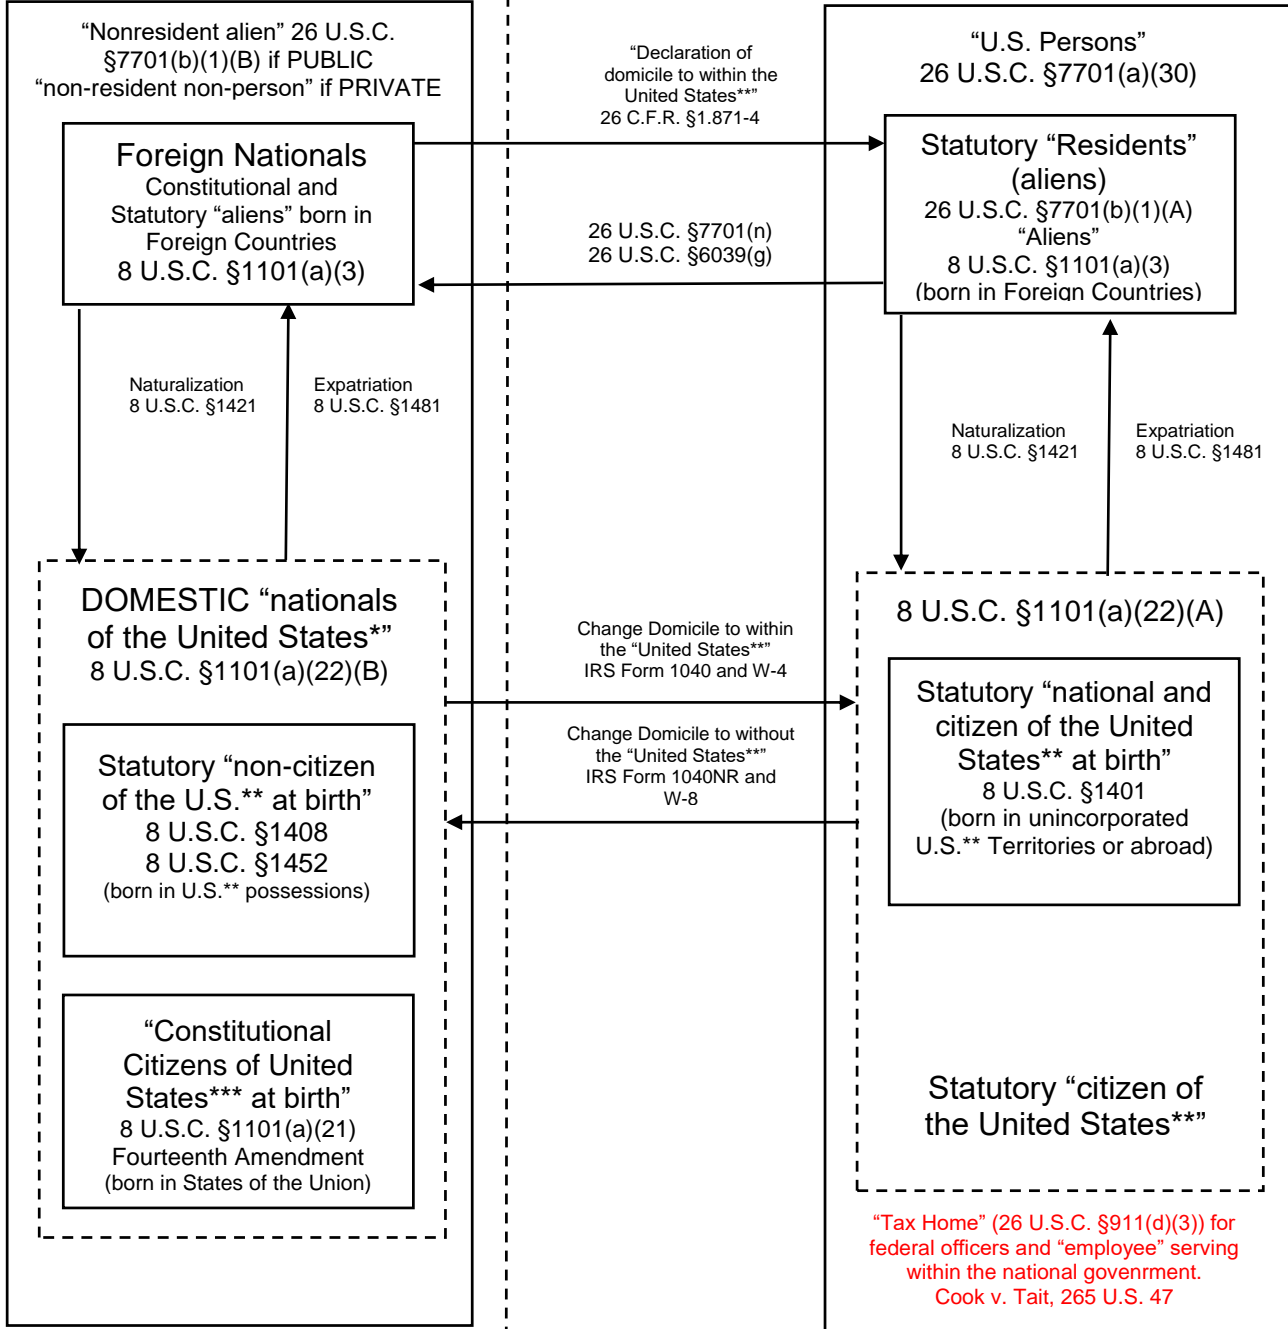 “Nonresident alien” 26 U.S.C.
§7701(b)(1)(B) if PUBLIC
“non-resident non-person” if PRIVATE
Foreign Nationals
Constitutional and
Statutory “aliens” born in
Foreign Countries
8 U.S.C. §1101(a)(3)
“Declaration of
domicile to within the
United States**”
26 C.F.R. §1.871-4
26 U.S.C. §7701(n)
26 U.S.C. §6039(g)
“U.S. Persons”
26 U.S.C. §7701(a)(30)
Statutory “Residents”
(aliens)
26 U.S.C. §7701(b)(1)(A)
“Aliens”
8 U.S.C. §1101(a)(3)
(born in Foreign Countries)
Naturalization
8 U.S.C. §1421
Expatriation
8 U.S.C. §1481
Naturalization
8 U.S.C. §1421
Expatriation
8 U.S.C. §1481
DOMESTIC “nationals
of the United States*”
8 U.S.C. §1101(a)(22)(B)
Statutory “non-citizen
of the U.S.** at birth”
8 U.S.C. §1408
8 U.S.C. §1452
(born in U.S.** possessions)
“Constitutional
Citizens of United
States*** at birth”
8 U.S.C. §1101(a)(21)
Fourteenth Amendment
(born in States of the Union)
Change Domicile to within
the “United States**”
IRS Form 1040 and W-4
Change Domicile to without
the “United States**”
IRS Form 1040NR and
W-8
8 U.S.C. §1101(a)(22)(A)
Statutory “national and
citizen of the United
States** at birth”
8 U.S.C. §1401
(born in unincorporated
U.S.** Territories or abroad)
Statutory “citizen of
the United States**”
“Tax Home” (26 U.S.C. §911(d)(3)) for
federal officers and “employee” serving
within the national govenrment.
Cook v. Tait, 265 U.S. 47